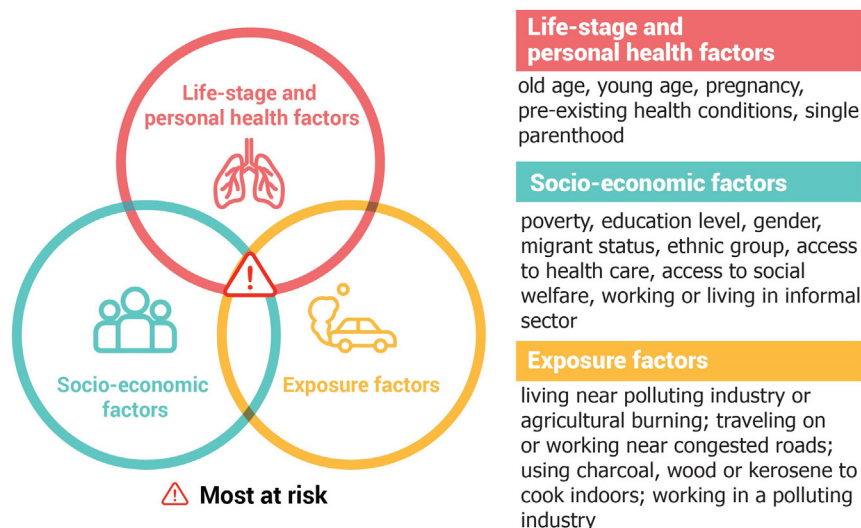 Life-stage and
personal health factors
Socio-economic
factors
Exposure factors
Most at risk
Life-stage and
personal health factors
old age, young age, pregnancy,
pre-existing health conditions, single
parenthood
Socio-economic factors
poverty, education level, gender,
migrant status, ethnic group, access
to health care, access to social
welfare, working or living in informal
sector
Exposure factors
living near polluting industry or
agricultural burning; traveling on
or working near congested roads;
using charcoal, wood or kerosene to
cook indoors; working in a polluting
industry